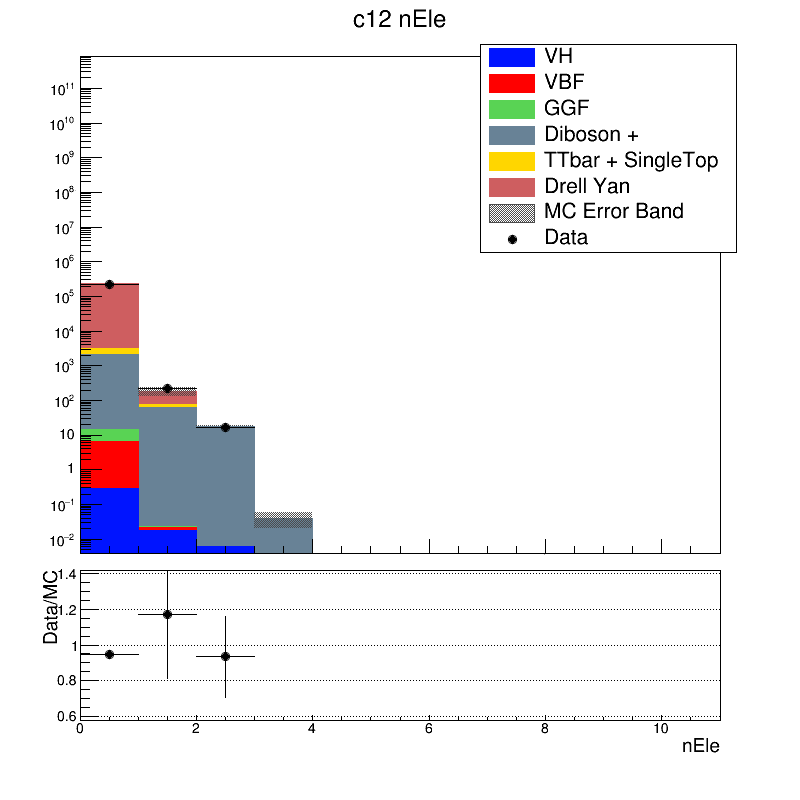 c12 nEle
VH
VBF
GGF
Diboson +
TTbar + SingleTop
Drell Yan
MC Error Band
Data
10¹¹
10¹⁰
10⁹
10⁸
10⁷
10⁶
10⁵
10⁴
10³
10²
10
1
10⁻¹
10⁻²
Data/MC
1.4
1.2
1
0.8
0.6
0 2 4 6 8 10
nEle